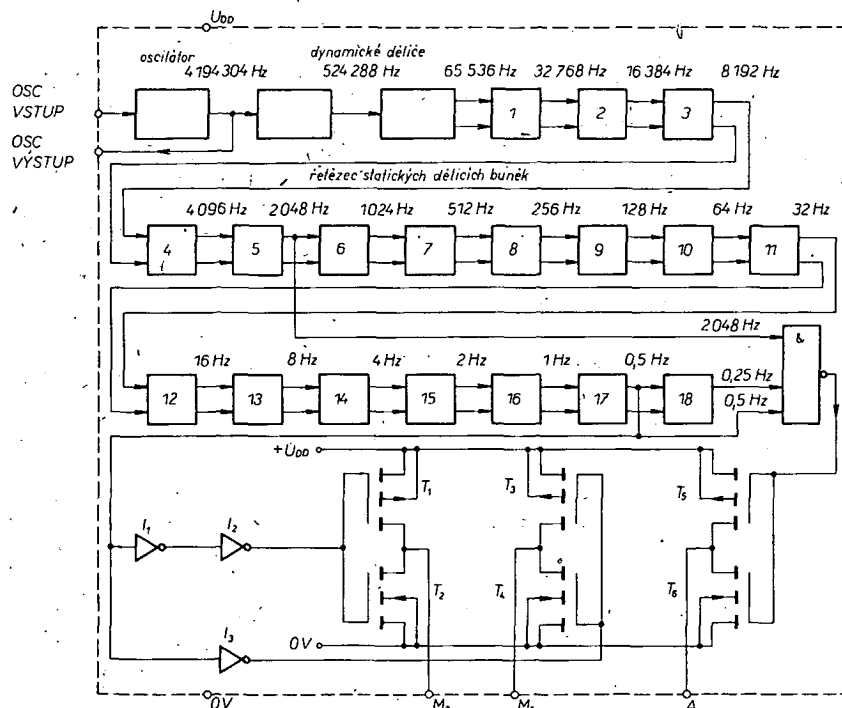 U_DD
oscilátor
dynamické děliče
4 194 304 Hz
524 288 Hz
65 536 Hz
32 768 Hz
16 384 Hz
8 192 Hz
OSC
VSTUP
1
2
3
OSC
VÝSTUP
řetězec statických dělicích buněk
4 096 Hz
2 048 Hz
1024 Hz
512 Hz
256 Hz
128 Hz
64 Hz
32 Hz
4
5
6
7
8
9
10
11
2 048 Hz
&
16 Hz
8 Hz
4 Hz
2 Hz
1 Hz
0,5 Hz
0,25 Hz
0,5 Hz
12
13
14
15
16
17
18
+ U_DD
T1
T3
T5
I1
I2
T2
T4
T6
I3
0V
0V